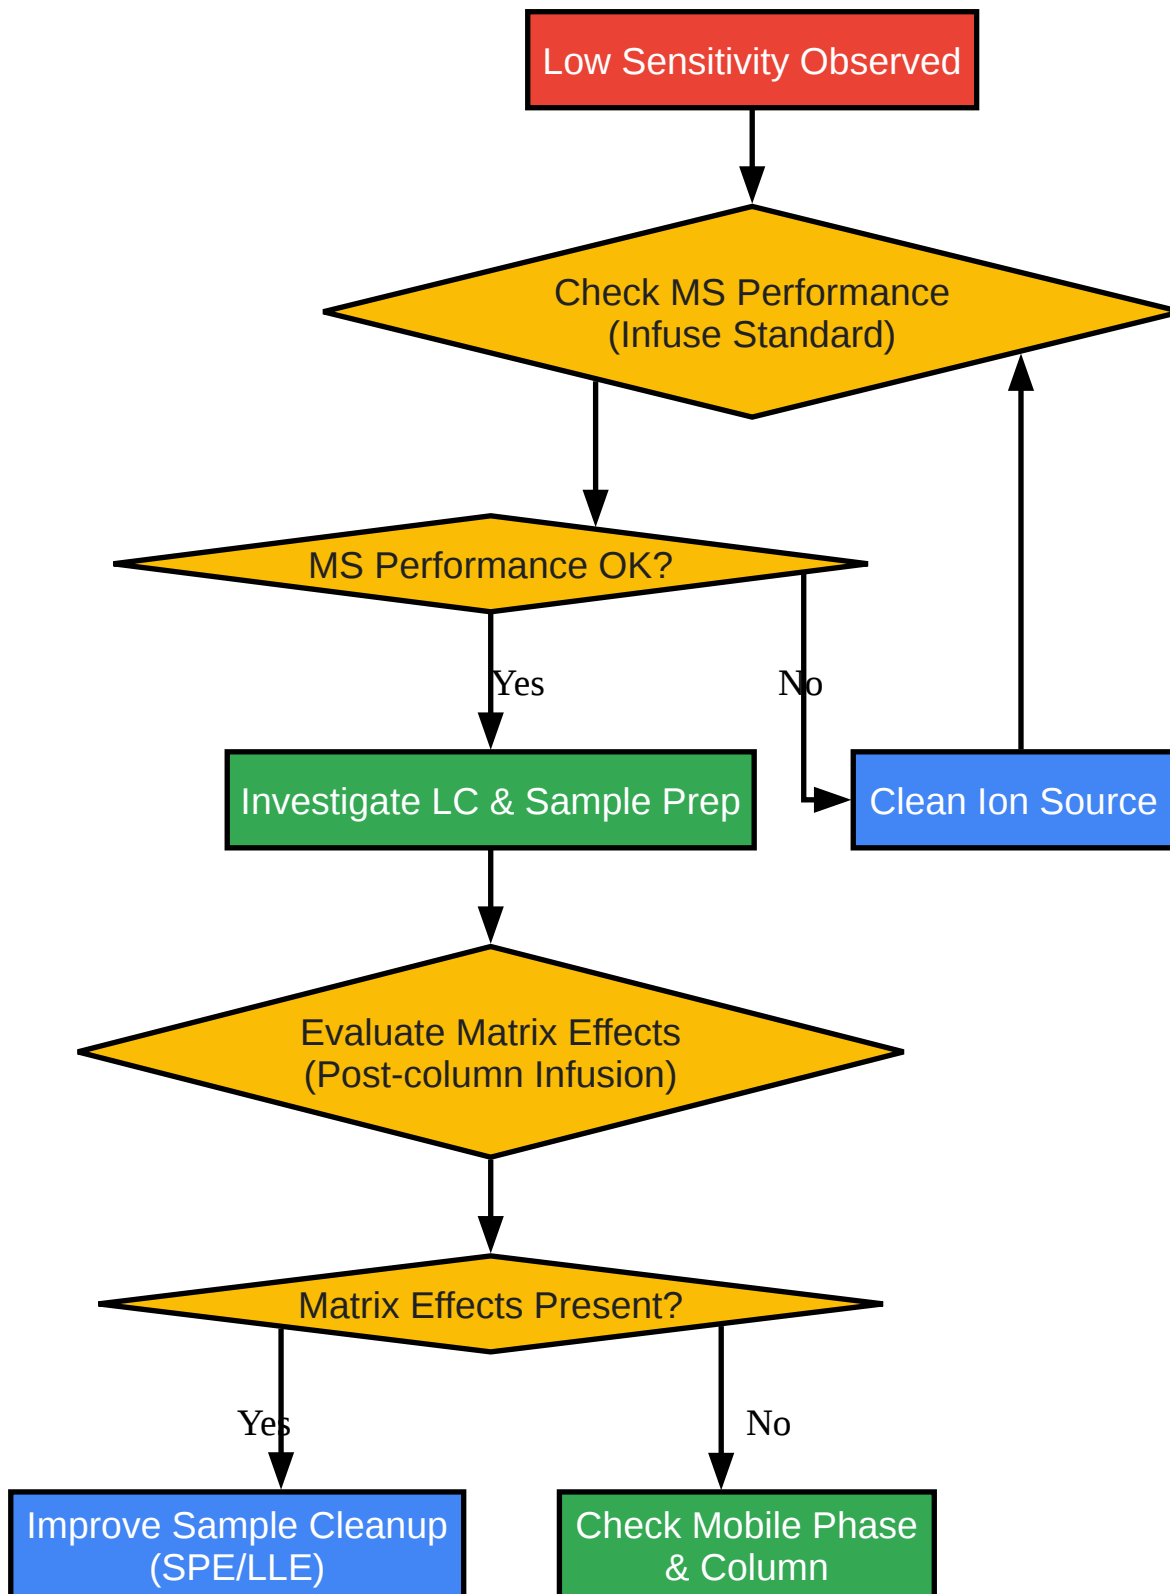 Low Sensitivity Observed
Check MS Performance
(Infuse Standard)
MS Performance OK?
Yes
No
Investigate LC & Sample Prep
Clean Ion Source
Evaluate Matrix Effects
(Post-column Infusion)
Matrix Effects Present?
Yes
No
Improve Sample Cleanup
(SPE/LLE)
Check Mobile Phase
& Column